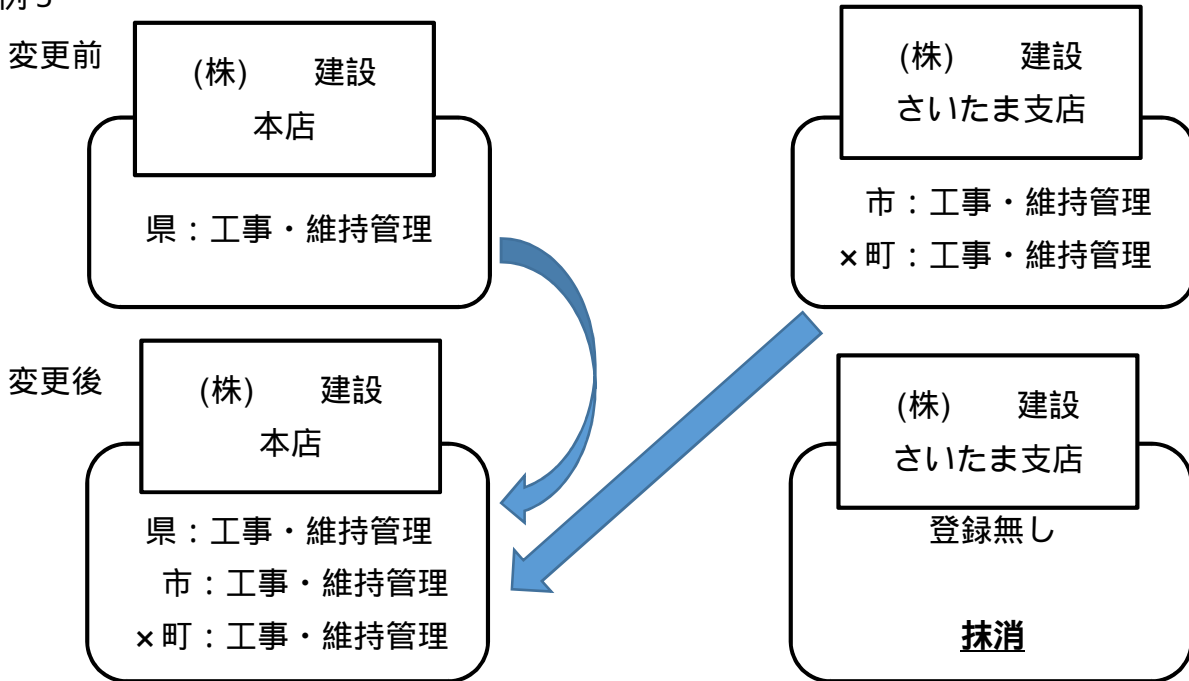 変更前
(株)　　建設
本店
県：工事・維持管理
(株)　　建設
さいたま支店
市：工事・維持管理
×町：工事・維持管理
変更後
(株)　　建設
本店
県：工事・維持管理
市：工事・維持管理
×町：工事・維持管理
(株)　　建設
さいたま支店
登録無し
抹消